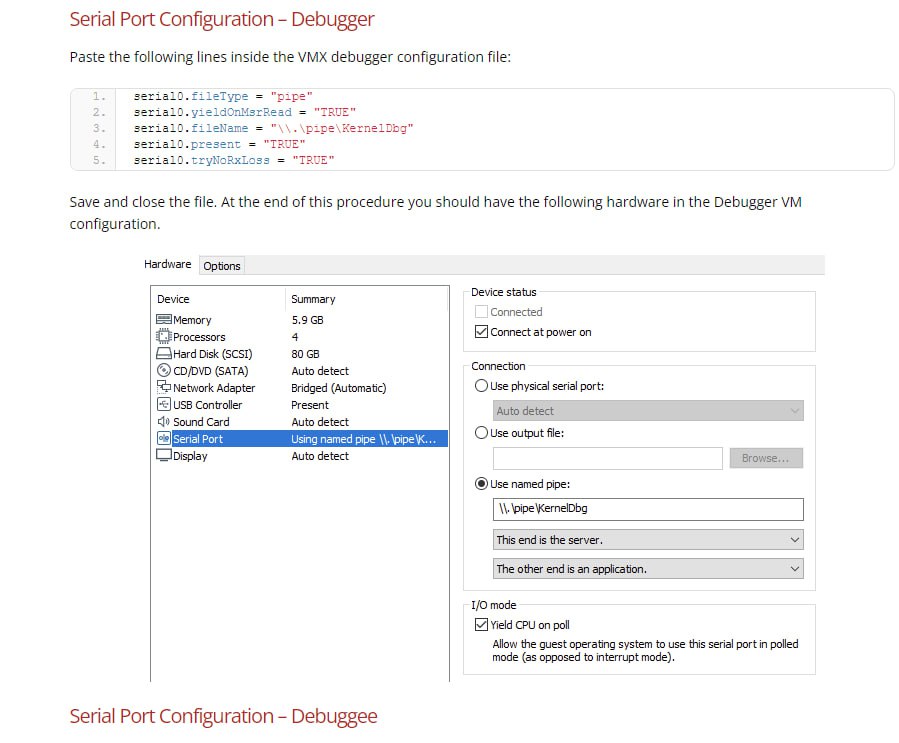 Serial Port Configuration – Debugger
Paste the following lines inside the VMX debugger configuration file:
1. serial0.fileType = "pipe"
2. serial0.yieldOnMsrRead = "TRUE"
3. serial0.fileName = "\\.\pipe\KernelDbg"
4. serial0.present = "TRUE"
5. serial0.tryNoRxLoss = "TRUE"
Save and close the file. At the end of this procedure you should have the following hardware in the Debugger VM
configuration.
Hardware Options
Device Summary
Memory 5.9 GB
Processors 4
Hard Disk (SCSI) 80 GB
CD/DVD (SATA) Auto detect
Network Adapter Bridged (Automatic)
USB Controller Present
Sound Card Auto detect
Serial Port Using named pipe \\.\pipe\K...
Display Auto detect
Device status
Connected
Connect at power on
Connection
Use physical serial port:
Auto detect
Use output file:
Browse...
Use named pipe:
\\.\pipe\KernelDbg
This end is the server.
The other end is an application.
I/O mode
Yield CPU on poll
Allow the guest operating system to use this serial port in polled
mode (as opposed to interrupt mode).
Serial Port Configuration – Debuggee